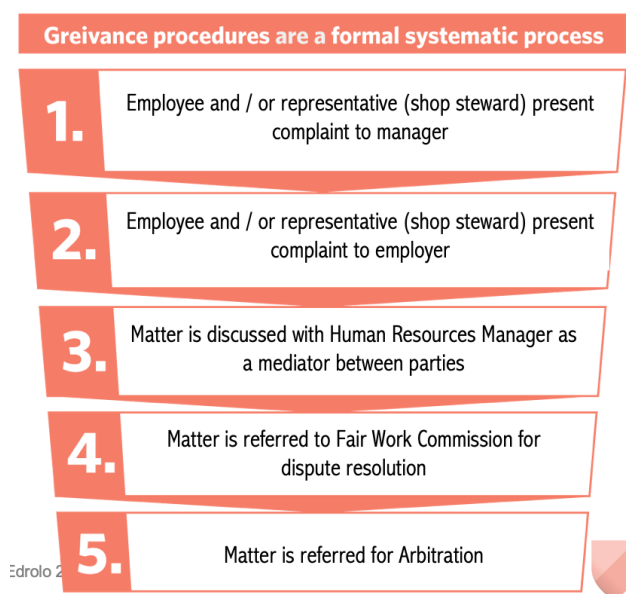 Greivance procedures are a formal systematic process
1.
Employee and / or representative (shop steward) present
complaint to manager
2.
Employee and / or representative (shop steward) present
complaint to employer
3.
Matter is discussed with Human Resources Manager as
a mediator between parties
4.
Matter is referred to Fair Work Commission for
dispute resolution
5.
Matter is referred for Arbitration
Edrolo 2